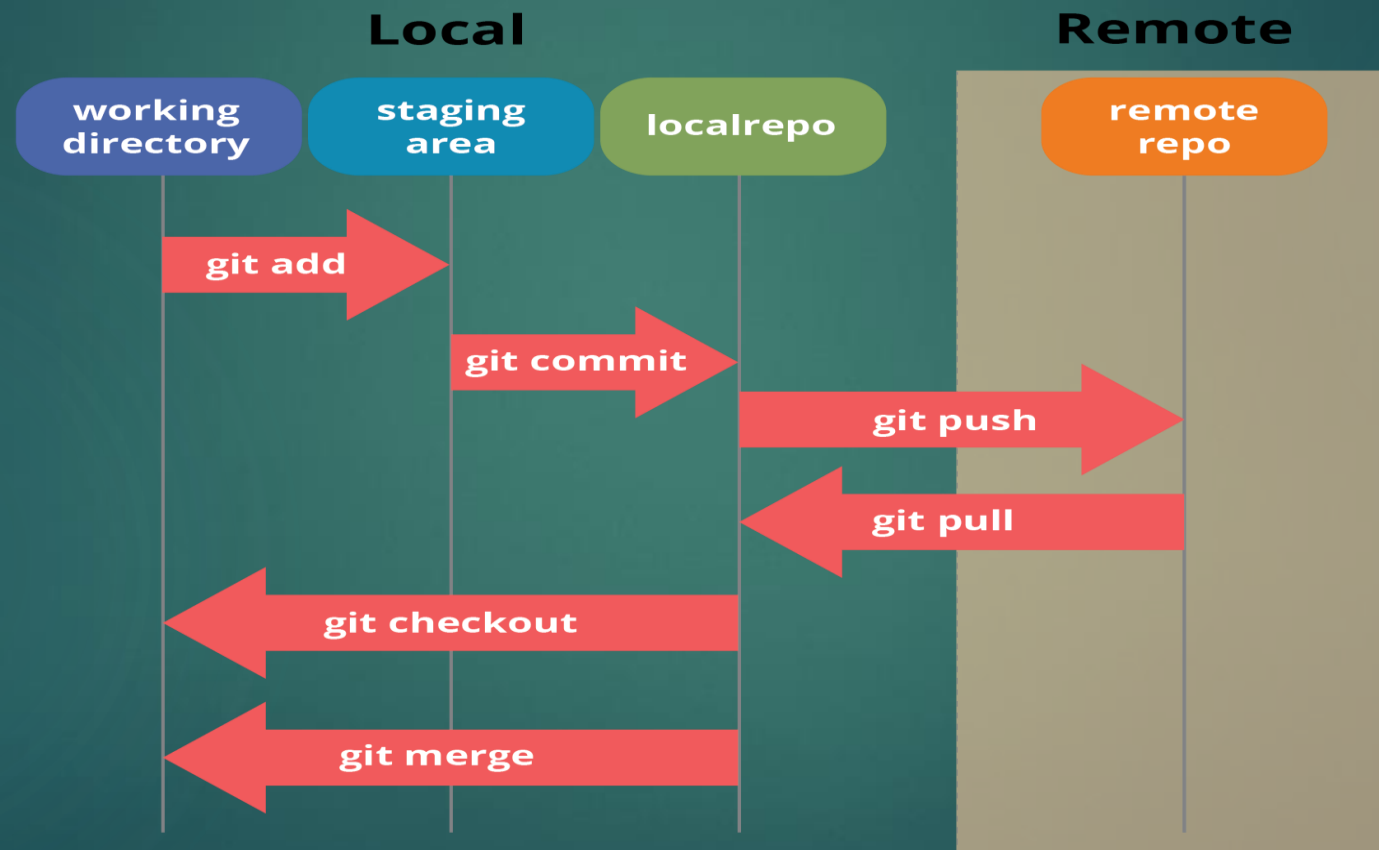 Local
Remote
working
directory
staging
area
localrepo
remote
repo
git add
git commit
git push
git pull
git checkout
git merge